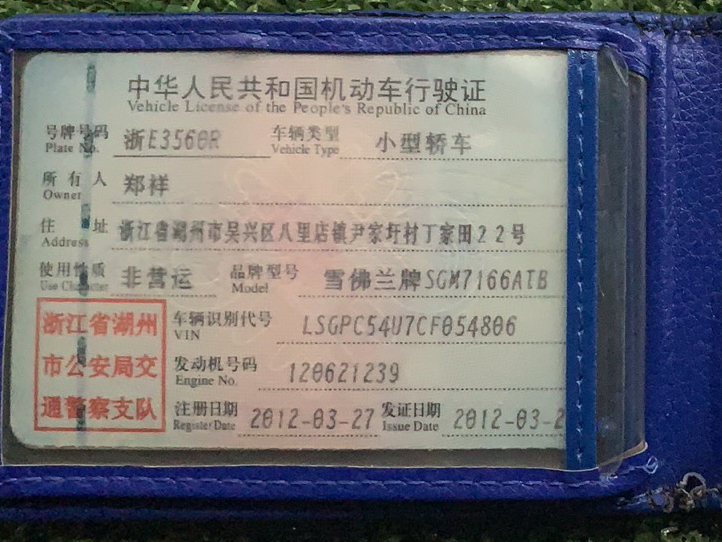 中华人民共和国机动车行驶证
Vehicle License of the People's Republic of China
号牌号码 浙E3560R 车辆类型 小型轿车
Plate No. Vehicle Type
所有人 郑祥
Owner
住址 浙江省湖州市吴兴区八里店镇尹家圩村丁家田22号
Address
使用性质 非营运 品牌型号 雪佛兰牌SGM7166ATB
Use Character Model
浙江省湖州 车辆识别代号 LSGPC54U7CF054806
VIN
市公安局交 发动机号码 120621239
Engine No.
通警察支队 注册日期 2012-03-27 发证日期 2012-03-2
Register Date Issue Date